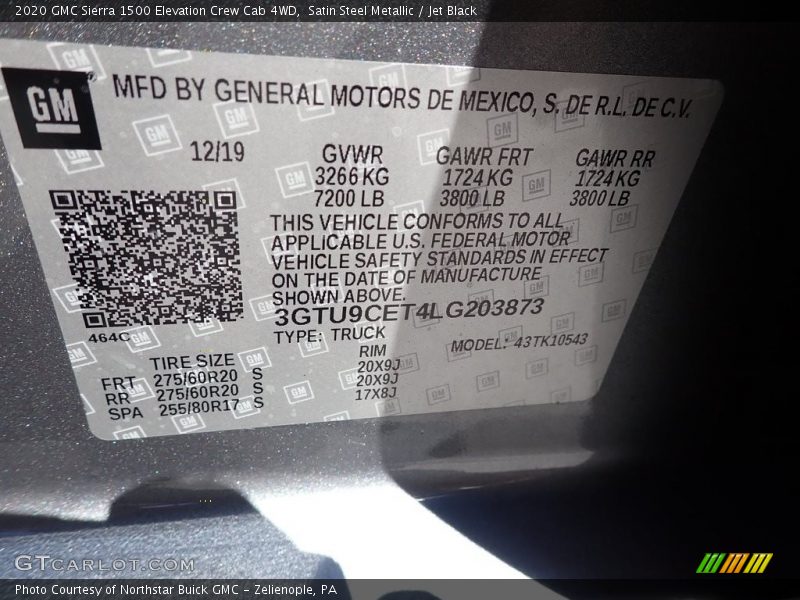 2020 GMC Sierra 1500 Elevation Crew Cab 4WD, Satin Steel Metallic / Jet Black
GM
MFD BY GENERAL MOTORS DE MEXICO, S. DE R.L. DE C.V.
12/19 GVWR GAWR FRT GAWR RR
3266 KG 1724 KG 1724 KG
7200 LB 3800 LB 3800 LB
THIS VEHICLE CONFORMS TO ALL
APPLICABLE U.S. FEDERAL MOTOR
VEHICLE SAFETY STANDARDS IN EFFECT
ON THE DATE OF MANUFACTURE
SHOWN ABOVE.
3GTU9CET4LG203873
464C TYPE: TRUCK MODEL: 43TK10543
TIRE SIZE RIM
FRT 275/60R20 S 20X9J
RR 275/60R20 S 20X9J
SPA 255/80R17 S 17X8J
GTCARLOT.COM
Photo Courtesy of Northstar Buick GMC - Zelienople, PA